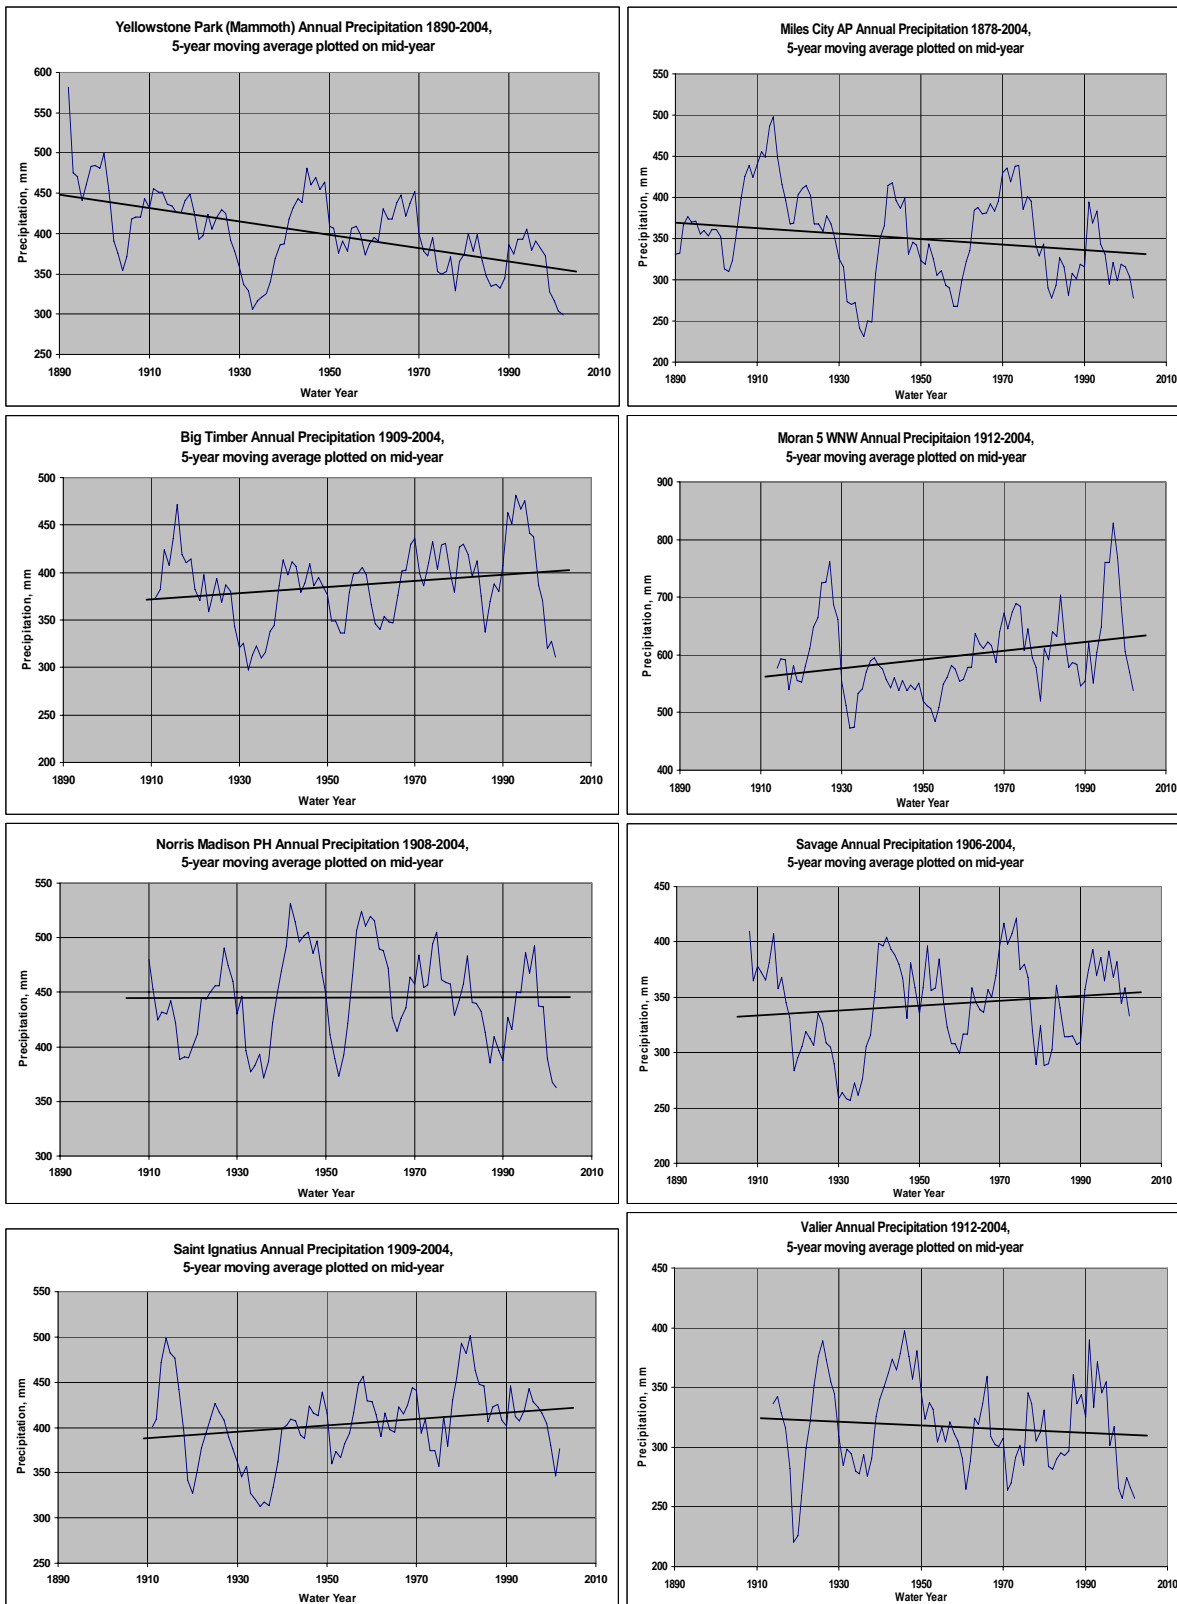 Yellowstone Park (Mammoth) Annual Precipitation 1890-2004,
5-year moving average plotted on mid-year
600
550
500
450
400
350
300
250
Precipitation, mm
1890 1910 1930 1950 1970 1990 2010
Water Year
Miles City AP Annual Precipitation 1878-2004,
5-year moving average plotted on mid-year
550
500
450
400
350
300
250
200
Precipitation, mm
1890 1910 1930 1950 1970 1990 2010
Water Year
Big Timber Annual Precipitation 1909-2004,
5-year moving average plotted on mid-year
500
450
400
350
300
250
200
Precipitation, mm
1890 1910 1930 1950 1970 1990 2010
Water Year
Moran 5 WNW Annual Precipitaion 1912-2004,
5-year moving average plotted on mid-year
900
800
700
600
500
400
Precipitation, mm
1890 1910 1930 1950 1970 1990 2010
Water Year
Norris Madison PH Annual Precipitation 1908-2004,
5-year moving average plotted on mid-year
550
500
450
400
350
300
Precipitation, mm
1890 1910 1930 1950 1970 1990 2010
Water Year
Savage Annual Precipitation 1906-2004,
5-year moving average plotted on mid-year
450
400
350
300
250
200
Precipitation, mm
1890 1910 1930 1950 1970 1990 2010
Water Year
Saint Ignatius Annual Precipitation 1909-2004,
5-year moving average plotted on mid-year
550
500
450
400
350
300
250
Precipitation, mm
1890 1910 1930 1950 1970 1990 2010
Water Year
Valier Annual Precipitation 1912-2004,
5-year moving average plotted on mid-year
450
400
350
300
250
200
Precipitation, mm
1890 1910 1930 1950 1970 1990 2010
Water Year